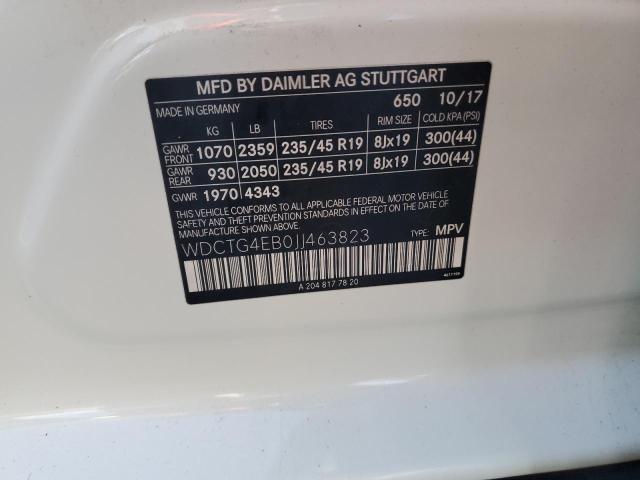 MFD BY DAIMLER AG STUTTGART
MADE IN GERMANY 650 10/17
KG LB TIRES RIM SIZE COLD KPA (PSI)
GAWR FRONT 1070 2359 235/45 R19 8Jx19 300(44)
GAWR REAR 930 2050 235/45 R19 8Jx19 300(44)
GVWR 1970 4343
THIS VEHICLE CONFORMS TO ALL APPLICABLE FEDERAL MOTOR VEHICLE
SAFETY, BUMPER, AND THEFT PREVENTION STANDARDS IN EFFECT ON THE DATE OF
MANUFACTURE SHOWN ABOVE.
WDCTG4EB0JJ463823 TYPE: MPV
A 204 817 78 20